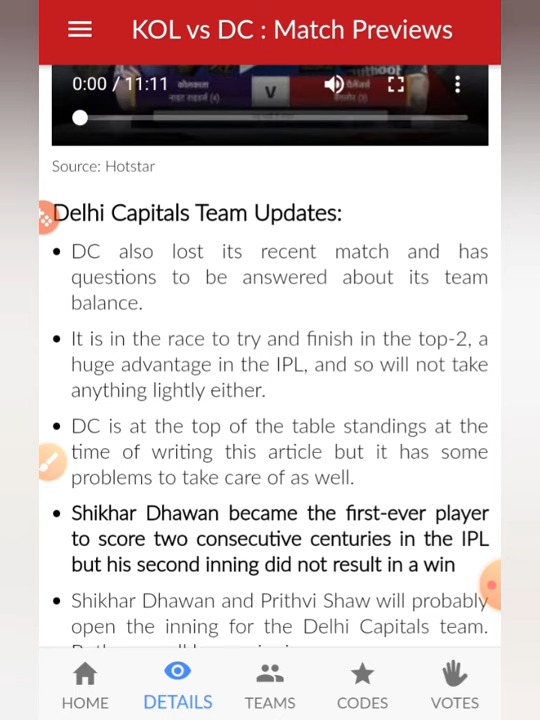 KOL vs DC : Match Previews
0:00 / 11:11
V
Source: Hotstar
Delhi Capitals Team Updates:
• DC also lost its recent match and has
questions to be answered about its team
balance.
• It is in the race to try and finish in the top-2, a
huge advantage in the IPL, and so will not take
anything lightly either.
• DC is at the top of the table standings at the
time of writing this article but it has some
problems to take care of as well.
• Shikhar Dhawan became the first-ever player
to score two consecutive centuries in the IPL
but his second inning did not result in a win
• Shikhar Dhawan and Prithvi Shaw will probably
open the inning for the Delhi Capitals team.
HOME DETAILS TEAMS CODES VOTES